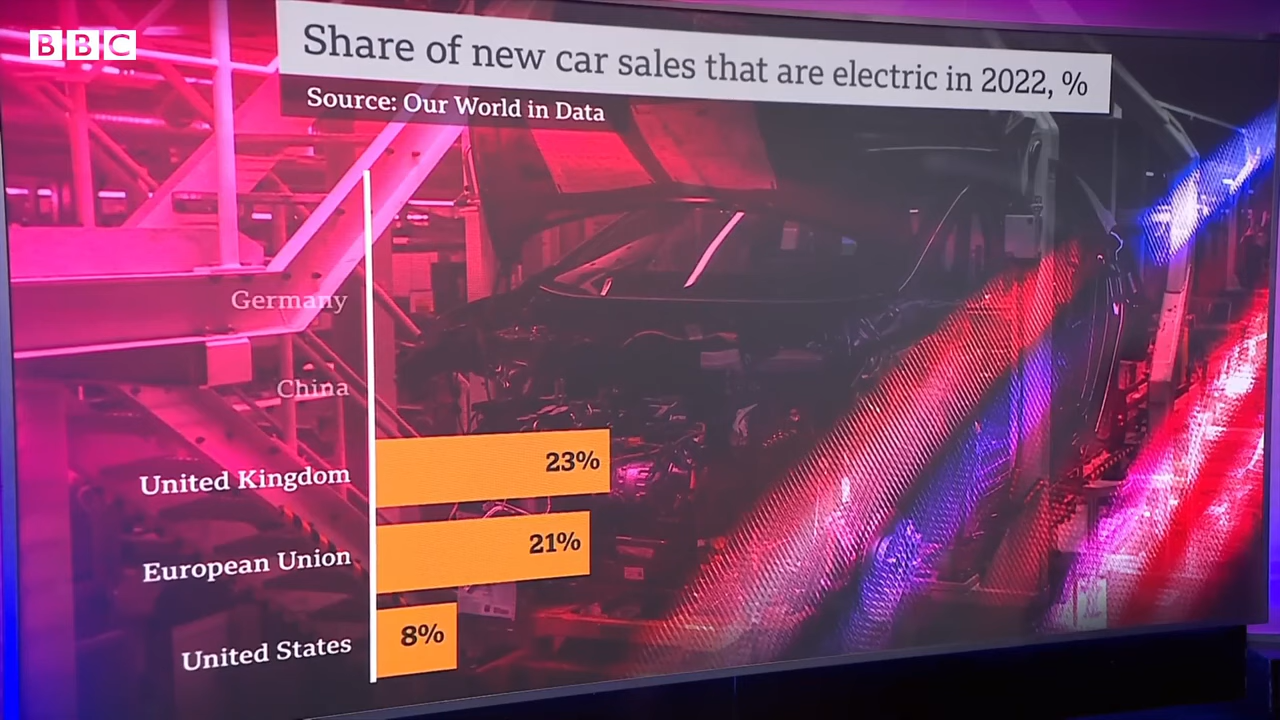 BBC
Share of new car sales that are electric in 2022, %
Source: Our World in Data
Germany
China
United Kingdom 23%
European Union 21%
United States 8%